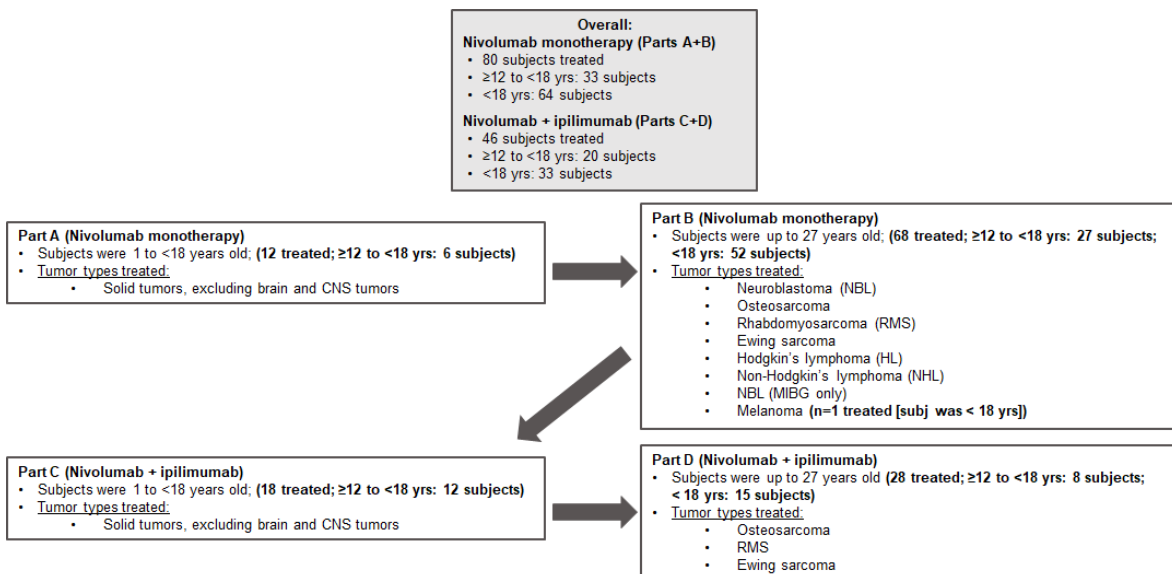 Overall:
Nivolumab monotherapy (Parts A+B)
• 80 subjects treated
• ≥12 to <18 yrs: 33 subjects
• <18 yrs: 64 subjects
Nivolumab + ipilimumab (Parts C+D)
• 46 subjects treated
• ≥12 to <18 yrs: 20 subjects
• <18 yrs: 33 subjects
Part A (Nivolumab monotherapy)
• Subjects were 1 to <18 years old; (12 treated; ≥12 to <18 yrs: 6 subjects)
• Tumor types treated:
• Solid tumors, excluding brain and CNS tumors
Part B (Nivolumab monotherapy)
• Subjects were up to 27 years old; (68 treated; ≥12 to <18 yrs: 27 subjects;
<18 yrs: 52 subjects)
• Tumor types treated:
• Neuroblastoma (NBL)
• Osteosarcoma
• Rhabdomyosarcoma (RMS)
• Ewing sarcoma
• Hodgkin's lymphoma (HL)
• Non-Hodgkin's lymphoma (NHL)
• NBL (MIBG only)
• Melanoma (n=1 treated [subj was < 18 yrs])
Part C (Nivolumab + ipilimumab)
• Subjects were 1 to <18 years old; (18 treated; ≥12 to <18 yrs: 12 subjects)
• Tumor types treated:
• Solid tumors, excluding brain and CNS tumors
Part D (Nivolumab + ipilimumab)
• Subjects were up to 27 years old (28 treated; ≥12 to <18 yrs: 8 subjects;
< 18 yrs: 15 subjects)
• Tumor types treated:
• Osteosarcoma
• RMS
• Ewing sarcoma